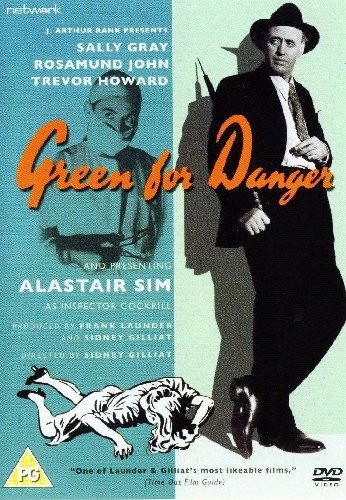 network
J. ARTHUR RANK PRESENTS
SALLY GRAY
ROSAMUND JOHN
TREVOR HOWARD
Green for Danger
AND PRESENTING
ALASTAIR SIM
AS INSPECTOR COCKRILL
PRODUCED BY FRANK LAUNDER
AND SIDNEY GILLIAT
DIRECTED BY SIDNEY GILLIAT
PG
"One of Launder & Gilliat's most likeable films."
(Time Out Film Guide)
DVD
VIDEO